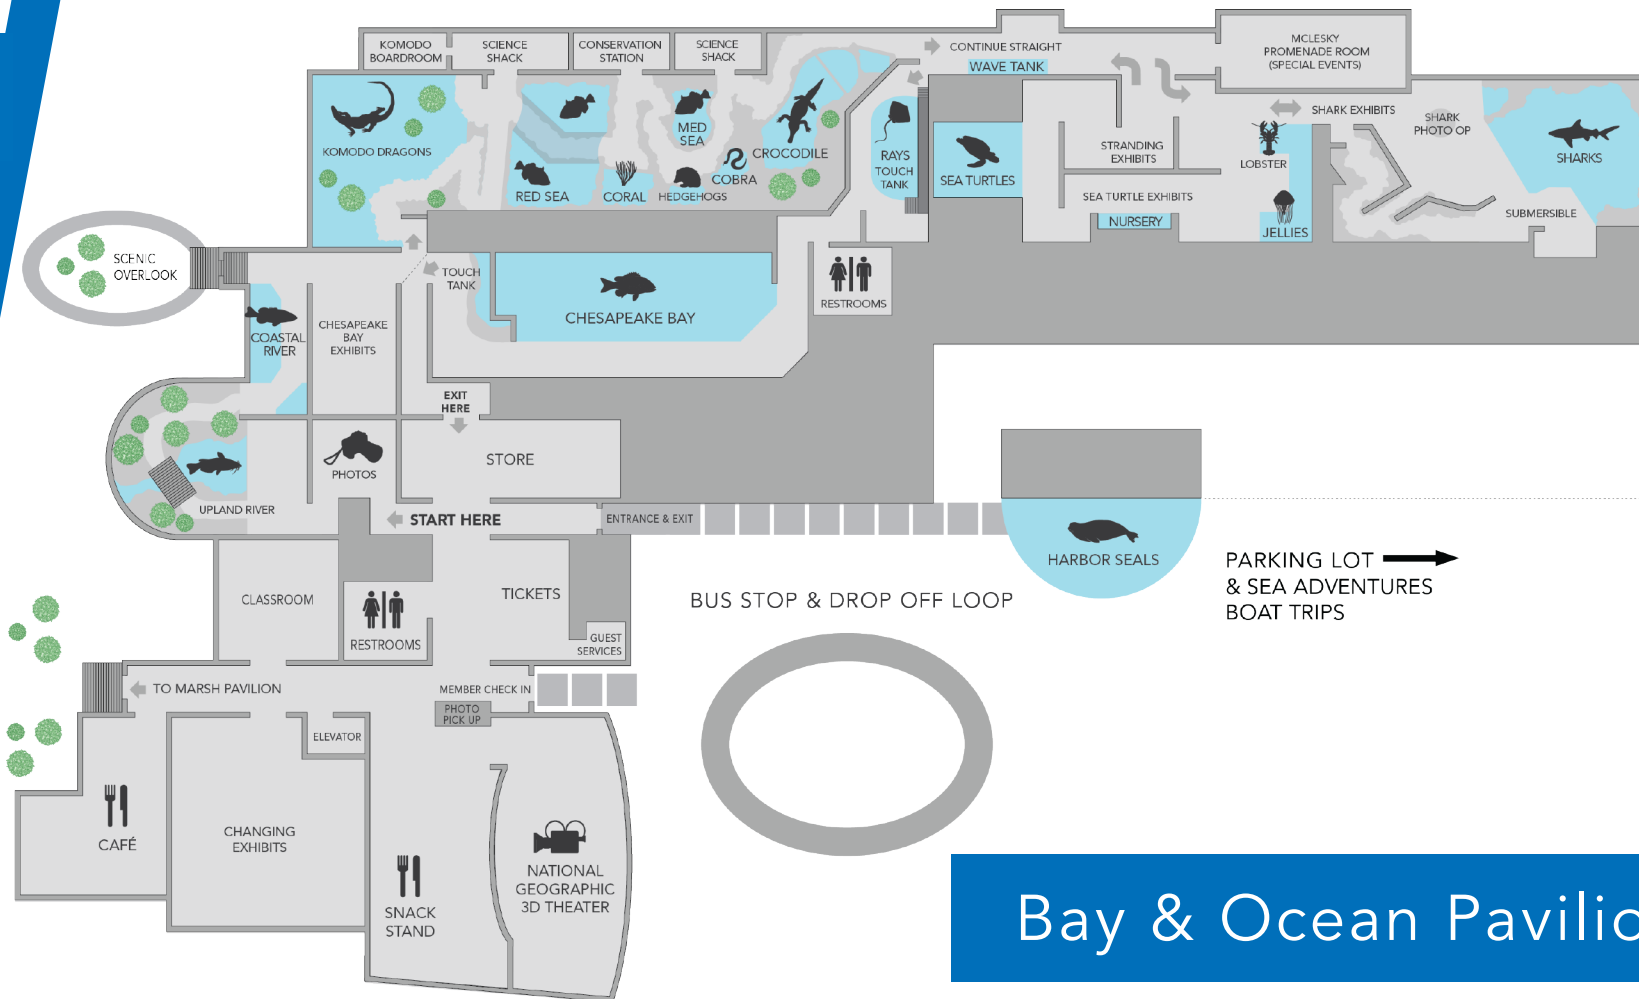 KOMODO
BOARDROOM
SCIENCE
SHACK
CONSERVATION
STATION
SCIENCE
SHACK
CONTINUE STRAIGHT
WAVE TANK
MCLESKY
PROMENADE ROOM
(SPECIAL EVENTS)
KOMODO DRAGONS
RED SEA
CORAL
MED
SEA
HEDGEHOGS
COBRA
CROCODILE
RAYS
TOUCH
TANK
SEA TURTLES
STRANDING
EXHIBITS
SEA TURTLE EXHIBITS
NURSERY
SHARK EXHIBITS
LOBSTER
JELLIES
SHARK
PHOTO OP
SHARKS
SUBMERSIBLE
SCENIC
OVERLOOK
TOUCH
TANK
CHESAPEAKE BAY
RESTROOMS
COASTAL
RIVER
CHESAPEAKE
BAY
EXHIBITS
EXIT
HERE
STORE
PHOTOS
UPLAND RIVER
START HERE
ENTRANCE & EXIT
HARBOR SEALS
PARKING LOT
& SEA ADVENTURES
BOAT TRIPS
BUS STOP & DROP OFF LOOP
CLASSROOM
RESTROOMS
TICKETS
GUEST
SERVICES
TO MARSH PAVILION
MEMBER CHECK IN
PHOTO
PICK UP
ELEVATOR
CAFÉ
CHANGING
EXHIBITS
SNACK
STAND
NATIONAL
GEOGRAPHIC
3D THEATER
Bay & Ocean Pavilio